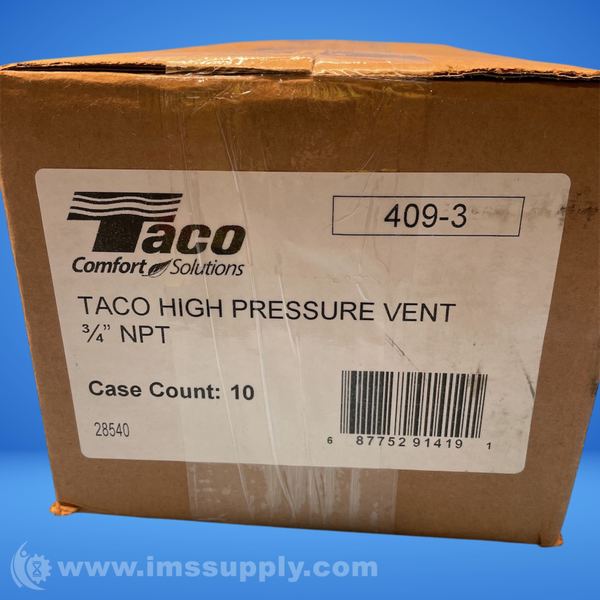 Taco
409-3
Comfort Solutions
TACO HIGH PRESSURE VENT
¾” NPT
Case Count: 10
28540
6 87752 91419 1
www.imssupply.com